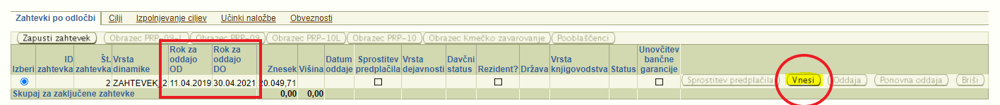 Zahtevki po odločbi Cilji Izpolnjevanje ciljev Učinki naložbe Obveznosti
Zapusti zahtevek Obrazec PRP-09-L Obrazec PRP-09 Obrazec PRP-10L Obrazec PRP-10 Obrazec Kmečko zavarovanje Pooblaščenci
Izberi ID zahtevka Št. zahtevka Vrsta dinamike Rok za oddajo OD Rok za oddajo DO Znesek Višina Datum oddaje Sprostitev predplačila Vrsta dejavnosti Davčni status Rezident? Država Vrsta knjigovodstva Status Unovčitev bančne garancije
2 ZAHTEVEK_2 11.04.2019 30.04.2021 20.049,71 Sprostitev predplačila Vnesi Oddaja Ponovna oddaja Briši
Skupaj za zaključene zahtevke 0,00 0,00